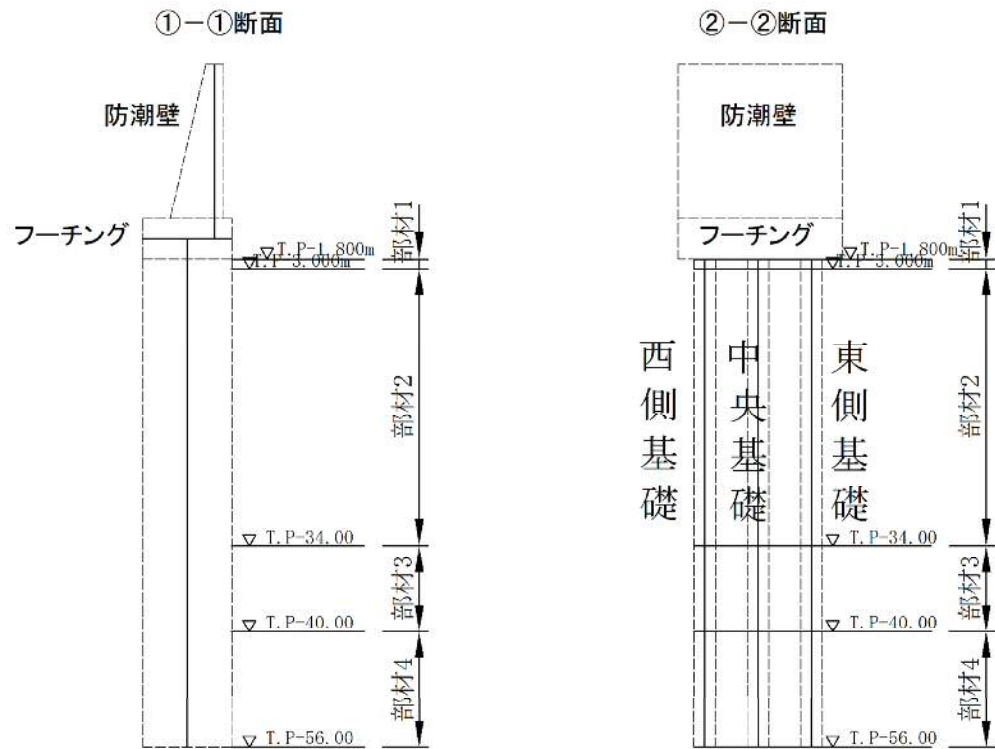 ①－①断面
防潮壁
フーチング
T.P-1.800m
T.P-3.000m
部材1
部材2
T.P-34.00
部材3
T.P-40.00
部材4
T.P-56.00
②－②断面
防潮壁
フーチング
T.P-1.800m
T.P-3.000m
部材1
西側基礎
中央基礎
東側基礎
部材2
T.P-34.00
部材3
T.P-40.00
部材4
T.P-56.00